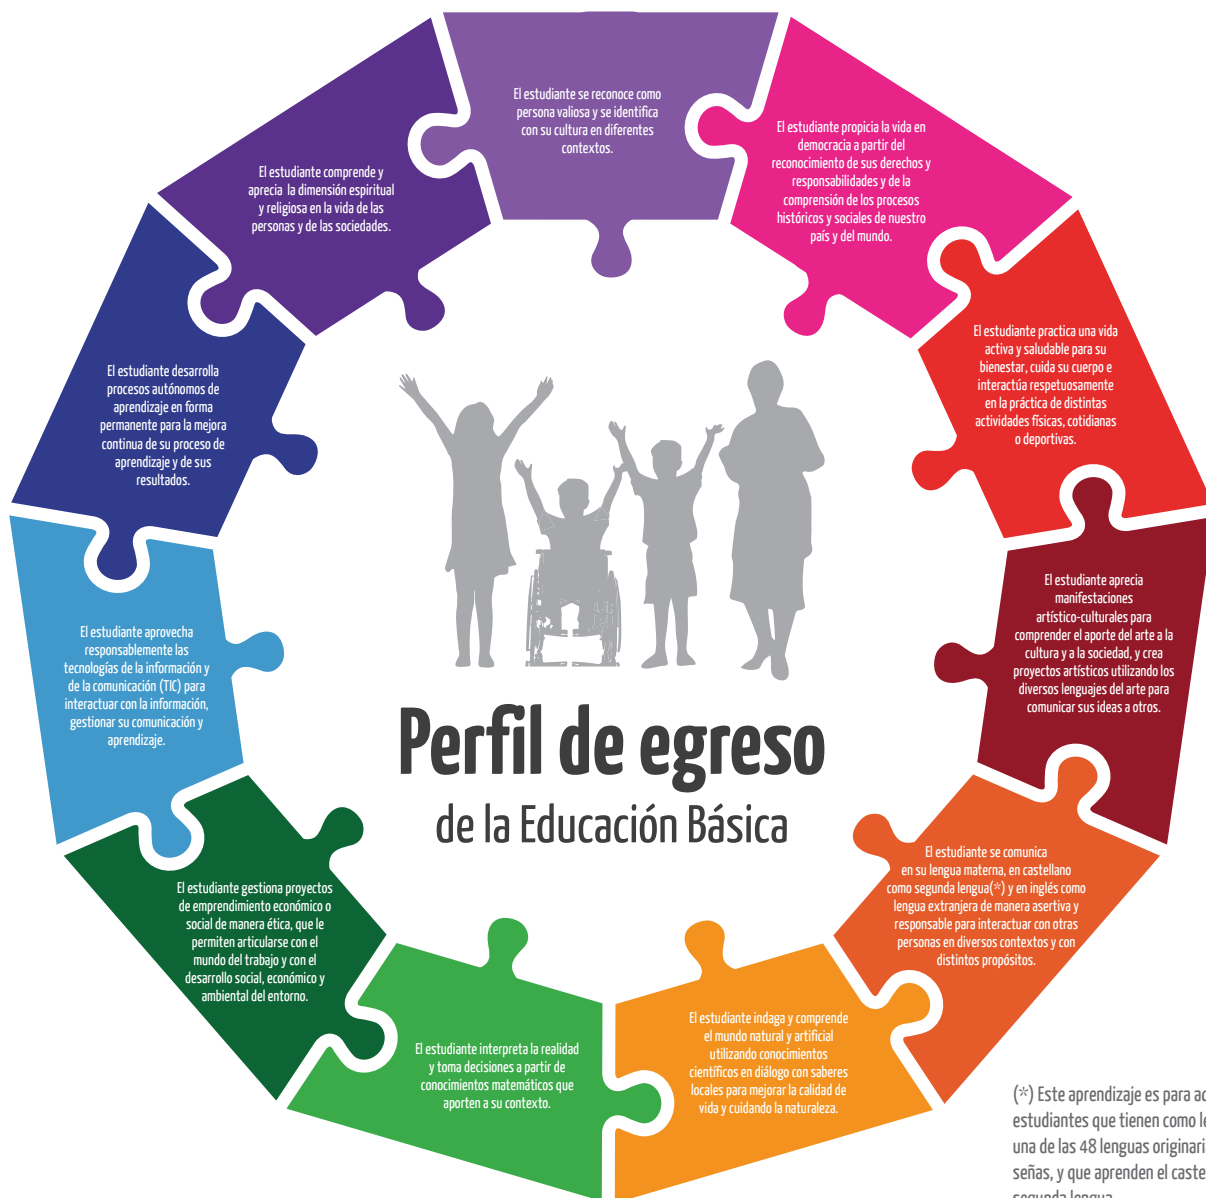 El estudiante se reconoce como
persona valiosa y se identifica
con su cultura en diferentes
contextos.
El estudiante propicia la vida en
democracia a partir del
reconocimiento de sus derechos y
responsabilidades y de la
comprensión de los procesos
históricos y sociales de nuestro
país y del mundo.
El estudiante practica una vida
activa y saludable para su
bienestar, cuida su cuerpo e
interactúa respetuosamente
en la práctica de distintas
actividades físicas, cotidianas
o deportivas.
El estudiante aprecia
manifestaciones
artístico-culturales para
comprender el aporte del arte a la
cultura y a la sociedad, y crea
proyectos artísticos utilizando los
diversos lenguajes del arte para
comunicar sus ideas a otros.
El estudiante se comunica
en su lengua materna, en castellano
como segunda lengua(*) y en inglés como
lengua extranjera de manera asertiva y
responsable para interactuar con otras
personas en diversos contextos y con
distintos propósitos.
El estudiante indaga y comprende
el mundo natural y artificial
utilizando conocimientos
científicos en diálogo con saberes
locales para mejorar la calidad de
vida y cuidando la naturaleza.
El estudiante interpreta la realidad
y toma decisiones a partir de
conocimientos matemáticos que
aporten a su contexto.
El estudiante gestiona proyectos
de emprendimiento económico o
social de manera ética, que le
permiten articularse con el
mundo del trabajo y con el
desarrollo social, económico y
ambiental del entorno.
El estudiante aprovecha
responsablemente las
tecnologías de la información y
de la comunicación (TIC) para
interactuar con la información,
gestionar su comunicación y
aprendizaje.
El estudiante desarrolla
procesos autónomos de
aprendizaje en forma
permanente para la mejora
continua de su proceso de
aprendizaje y de sus
resultados.
El estudiante comprende y
aprecia la dimensión espiritual
y religiosa en la vida de las
personas y de las sociedades.
Perfil de egreso
de la Educación Básica
(*) Este aprendizaje es para
estudiantes que tienen como
una de las 48 lenguas
señas, y que aprenden el
segunda lengua